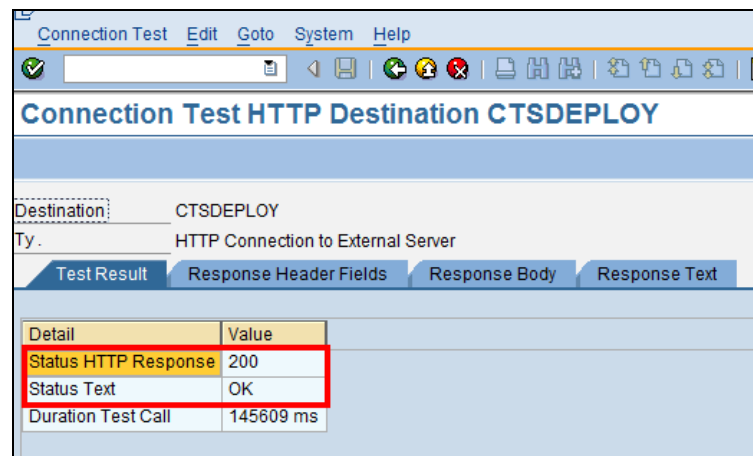 Connection Test Edit Goto System Help
Connection Test HTTP Destination CTSDEPLOY
Destination CTSDEPLOY
Ty. HTTP Connection to External Server
Test Result Response Header Fields Response Body Response Text
Detail Value
Status HTTP Response 200
Status Text OK
Duration Test Call 145609 ms